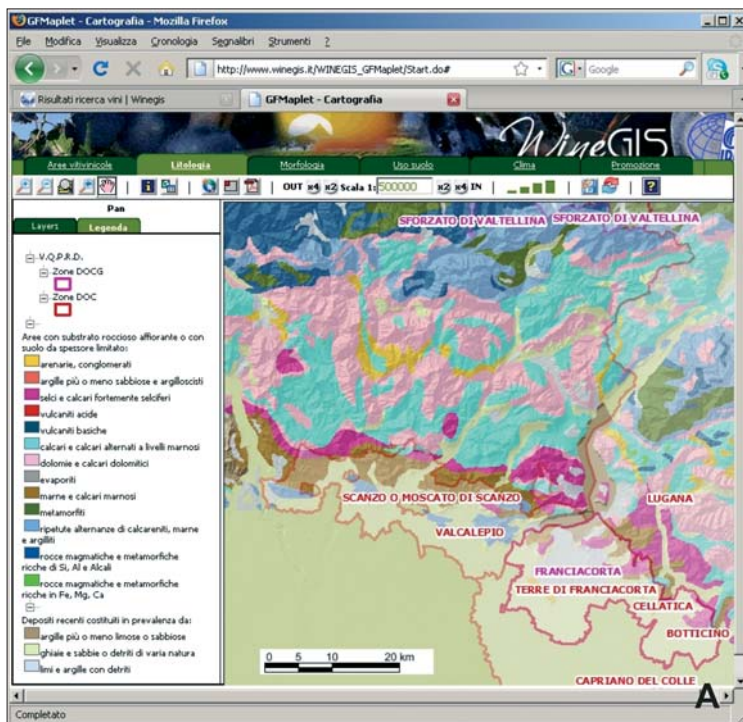 GFMaplet - Cartografia - Mozilla Firefox
File Modifica Visualizza Cronologia Segnalibri Strumenti ?
http://www.winegis.it/WINEGIS_GFMaplet/Start.do#
Google
Risultati ricerca vini | Winegis
GFMaplet - Cartografia
WineGIS
Aree vitivinicole Litologia Morfologia Uso suolo Clima Promozione
OUT x4 x2 Scala 1: 500000 x2 x4 IN
Pan
Layers Legenda
V.Q.P.R.D.
Zone DOCG
Zone DOC
Aree con substrato roccioso affiorante o con
suolo da spessore limitato:
arenarie, conglomerati
argille più o meno sabbiose e argilloscisti
selci e calcari fortemente selciferi
vulcaniti acide
vulcaniti basiche
calcari e calcari alternati a livelli marnosi
dolomie e calcari dolomitici
evaporiti
marne e calcari marnosi
metamorfiti
ripetute alternanze di calcareniti, marne
e argilliti
rocce magmatiche e metamorfiche
ricche di Si, Al e Alcali
rocce magmatiche e metamorfiche
ricche in Fe, Mg, Ca
Depositi recenti costituiti in prevalenza da:
argille più o meno limose o sabbiose
ghiaie e sabbie o detriti di varia natura
limi e argille con detriti
SFORZATO DI VALTELLINA SFORZATO DI VALTELLINA
SCANZO O MOSCATO DI SCANZO
LUGANA
VALCALEPIO
FRANCIACORTA
TERRE DI FRANCIACORTA
CELLATICA
BOTTICINO
CAPRIANO DEL COLLE
0 5 10 20 km
A
Completato